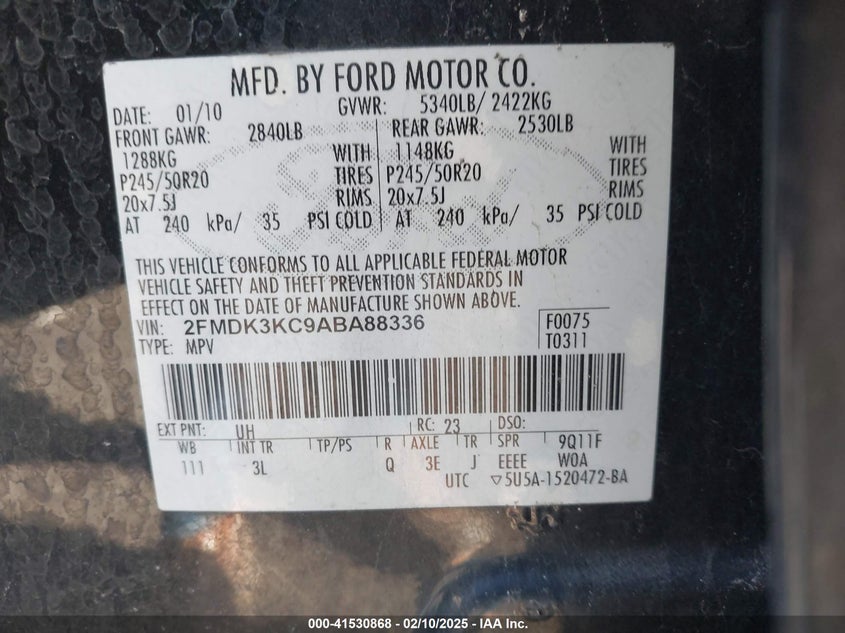 MFD. BY FORD MOTOR CO.
DATE: 01/10 GVWR: 5340LB/ 2422KG
FRONT GAWR: 2840LB REAR GAWR: 2530LB
1288KG WITH 1148KG WITH
P245/50R20 TIRES P245/50R20 TIRES
20x7.5J RIMS 20x7.5J RIMS
AT 240 kPa/ 35 PSI COLD AT 240 kPa/ 35 PSI COLD
THIS VEHICLE CONFORMS TO ALL APPLICABLE FEDERAL MOTOR
VEHICLE SAFETY AND THEFT PREVENTION STANDARDS IN
EFFECT ON THE DATE OF MANUFACTURE SHOWN ABOVE.
VIN: 2FMDK3KC9ABA88336 F0075
TYPE: MPV T0311
EXT PNT: UH RC: 23 DSO:
WB INT TR TP/PS R AXLE TR SPR 9Q11F
111 3L Q 3E J EEEE WOA
UTC ▽5U5A-1520472-BA
000-41530868 — 02/10/2025 — IAA Inc.